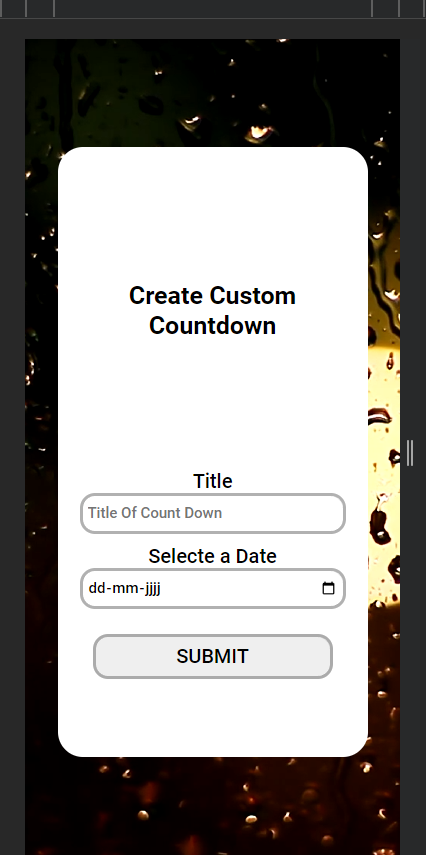 Create Custom
Countdown
Title
Title Of Count Down
Selecte a Date
dd-mm-jjjj
SUBMIT